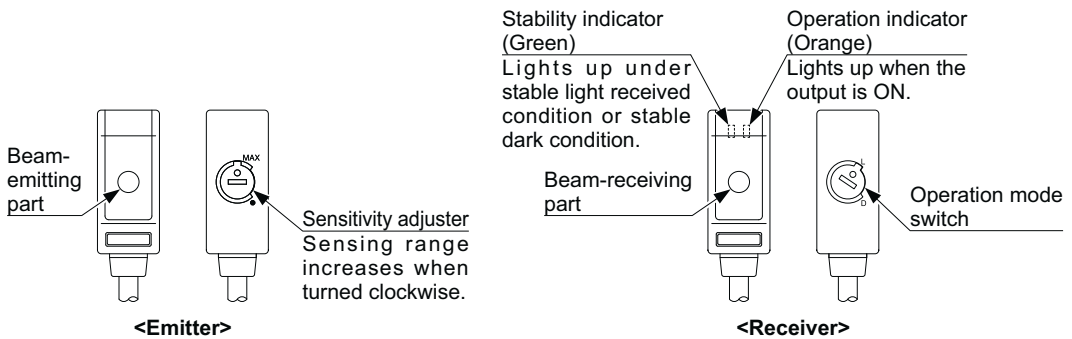 Beam-
emitting
part
MAX
Sensitivity adjuster
Sensing range
increases when
turned clockwise.
<Emitter>
Stability indicator
(Green)
Lights up under
stable light received
condition or stable
dark condition.
Operation indicator
(Orange)
Lights up when the
output is ON.
Beam-receiving
part
L
D
Operation mode
switch
<Receiver>